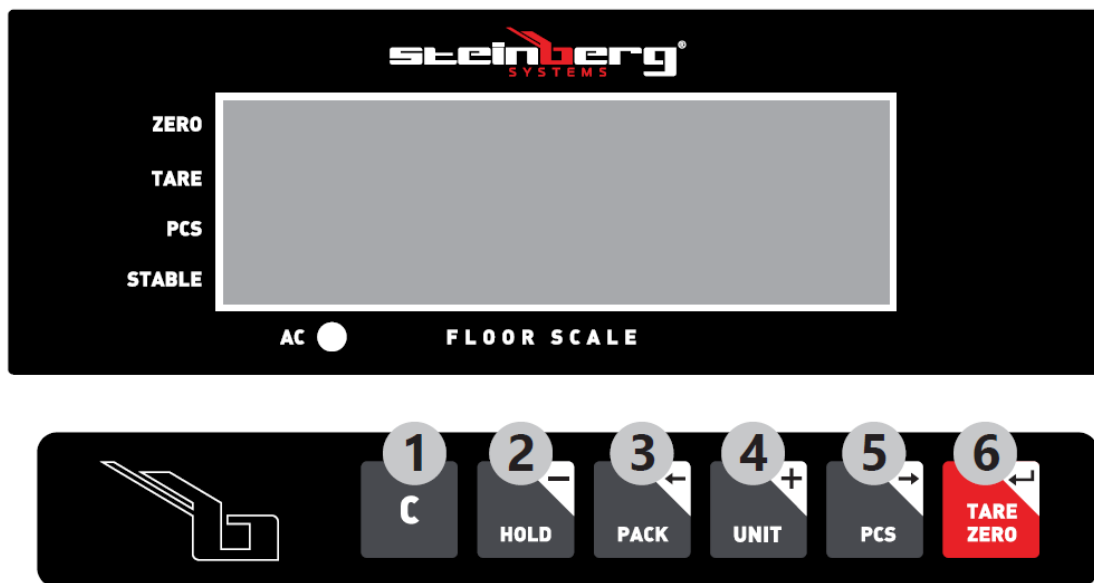 steinberg®
SYSTEMS
ZERO
TARE
PCS
STABLE
AC FLOOR SCALE
1 2 3 4 5 6
− ← + → ↵
C HOLD PACK UNIT PCS TARE ZERO